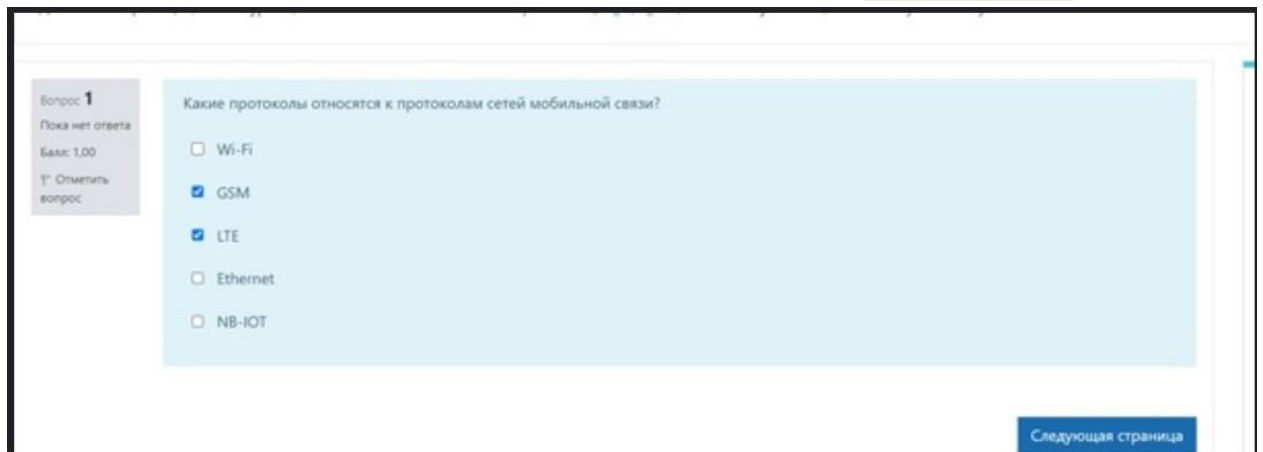 Вопрос 1
Пока нет ответа
Балл: 1,00
Отметить
вопрос
Какие протоколы относятся к протоколам сетей мобильной связи?
Wi-Fi
GSM
LTE
Ethernet
NB-IOT
Следующая страница